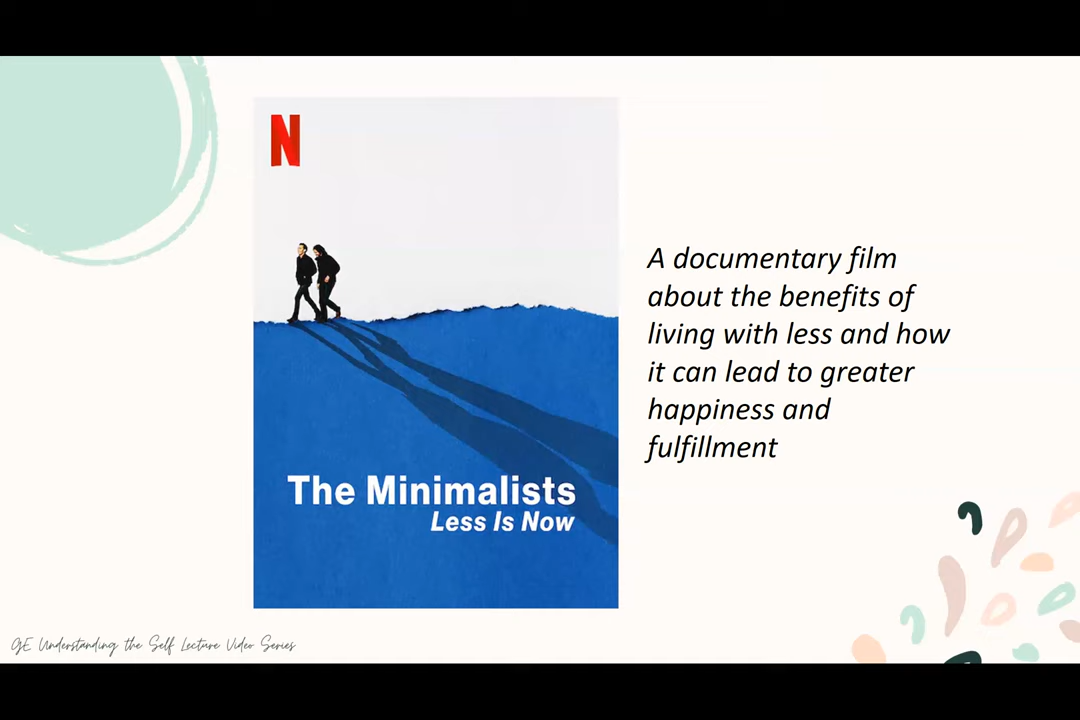 N
The Minimalists
Less Is Now
A documentary film
about the benefits of
living with less and how
it can lead to greater
happiness and
fulfillment
GE Understanding the Self Lecture Video Series